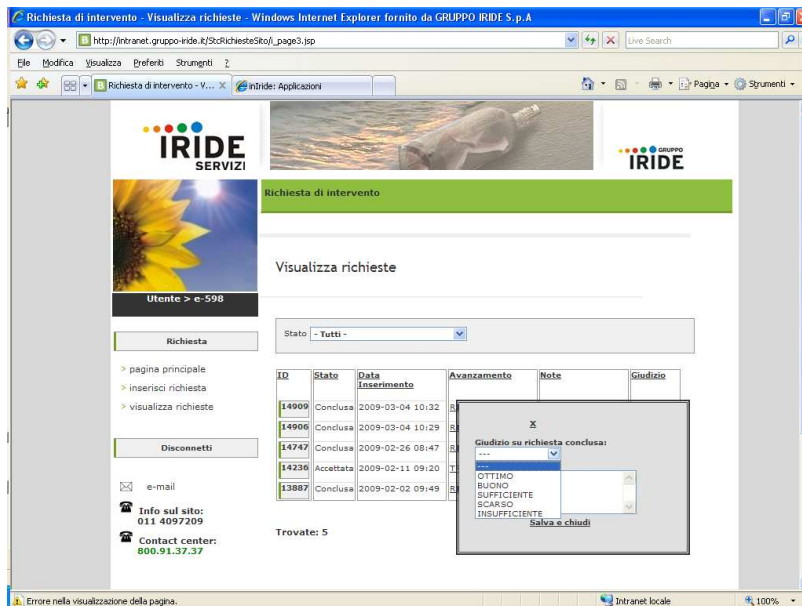 Richiesta di intervento - Visualizza richieste - Windows Internet Explorer fornito da GRUPPO IRIDE S.p.A
http://intranet.gruppo-iride.it/StcRichiesteSito/i_page3.jsp
Live Search
File Modifica Visualizza Preferiti Strumenti ?
Richiesta di intervento - V... X inIride: Applicazioni
Pagina Strumenti
IRIDE
SERVIZI
GRUPPO
IRIDE
Richiesta di intervento
Visualizza richieste
Utente > e-598
Stato - Tutti -
Richiesta
> pagina principale
> inserisci richiesta
> visualizza richieste
Disconnetti
e-mail
Info sul sito:
011 4097209
Contact center:
800.91.37.37
ID Stato Data Inserimento Avanzamento Note Giudizio
14909 Conclusa 2009-03-04 10:32
14906 Conclusa 2009-03-04 10:29
14747 Conclusa 2009-02-26 08:47
14236 Accettata 2009-02-11 09:20
13887 Conclusa 2009-02-02 09:49
Trovate: 5
X
Giudizio su richiesta conclusa:
---
---
OTTIMO
BUONO
SUFFICIENTE
SCARSO
INSUFFICIENTE
Salva e chiudi
Errore nella visualizzazione della pagina. Intranet locale 100%